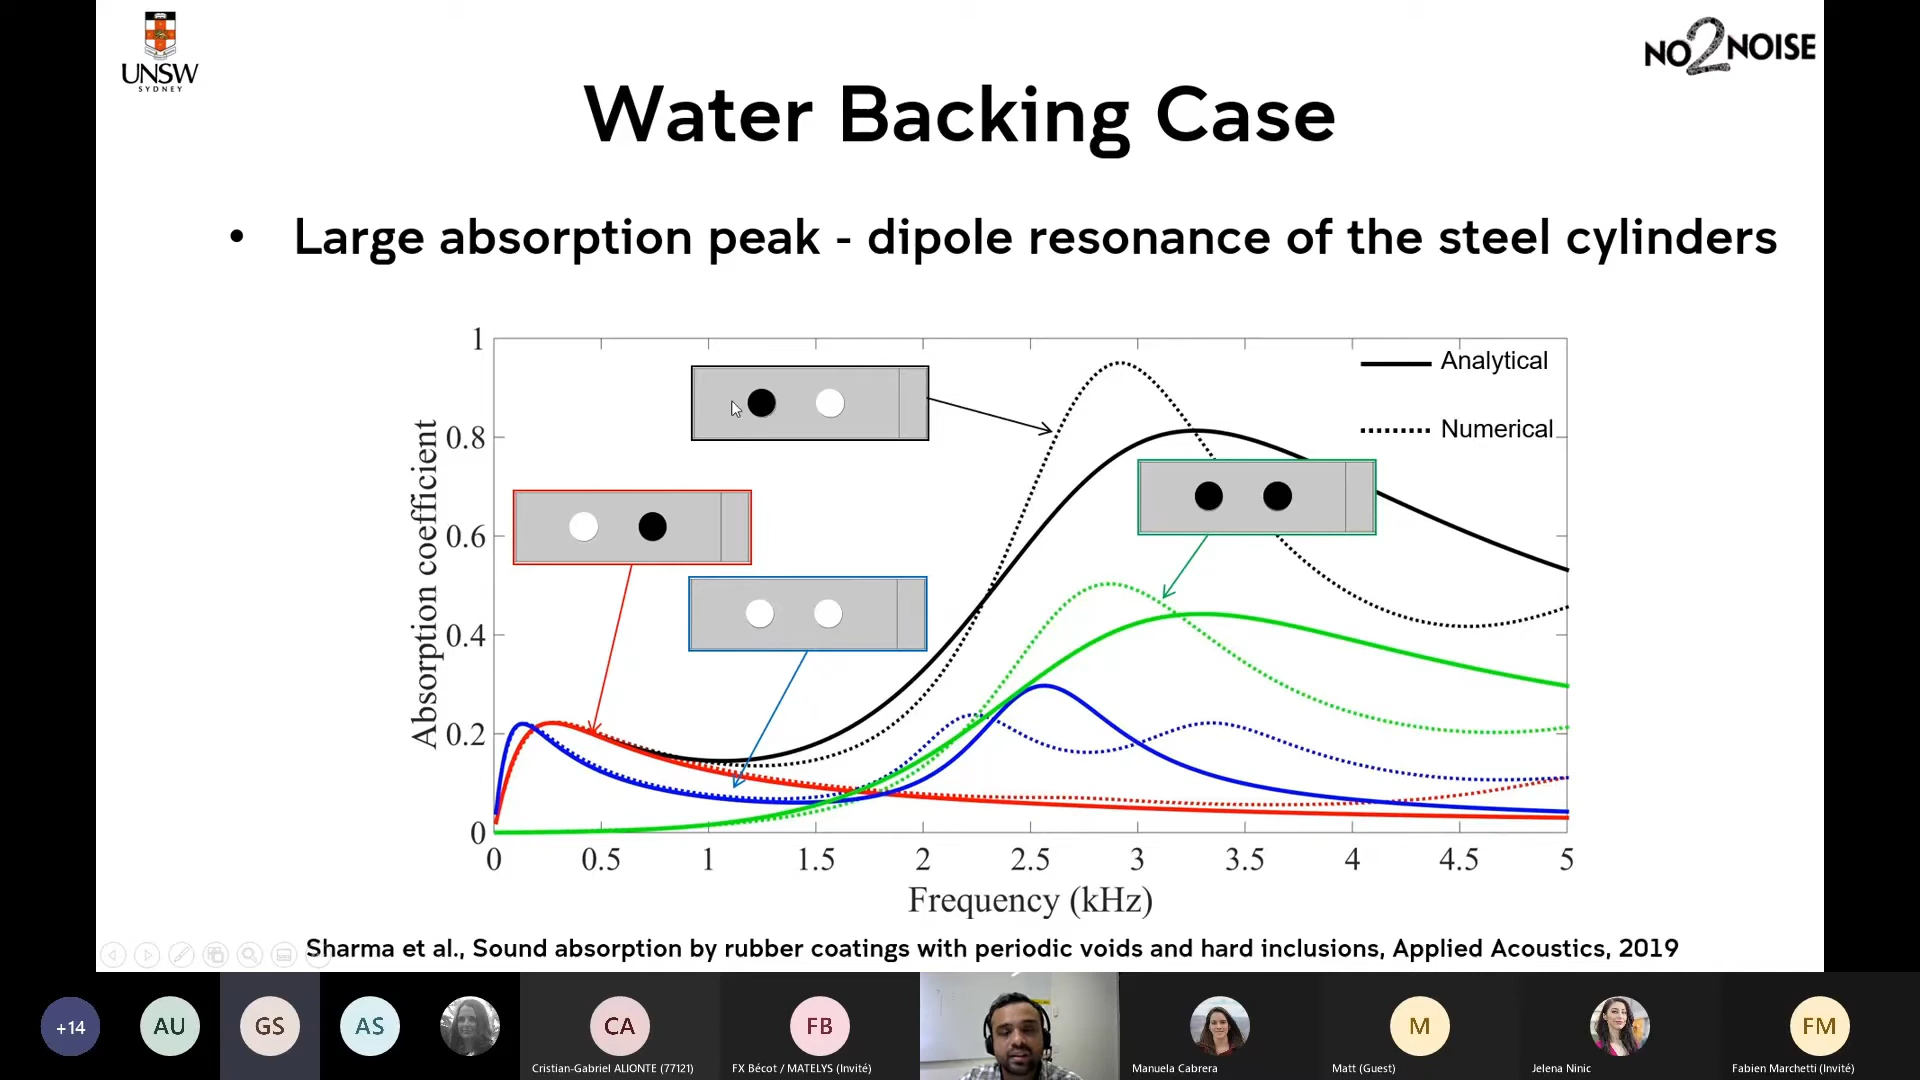 UNSW
SYDNEY
NO2NOISE
Water Backing Case
• Large absorption peak - dipole resonance of the steel cylinders
Analytical
Numerical
Absorption coefficient
1
0.8
0.6
0.4
0.2
0
0 0.5 1 1.5 2 2.5 3 3.5 4 4.5 5
Frequency (kHz)
Sharma et al., Sound absorption by rubber coatings with periodic voids and hard inclusions, Applied Acoustics, 2019
+14 AU GS AS CA FB M FM
Cristian-Gabriel ALIONTE (77121) FX Bécot / MATELYS (Invité) Manuela Cabrera Matt (Guest) Jelena Ninic Fabien Marchetti (Invité)